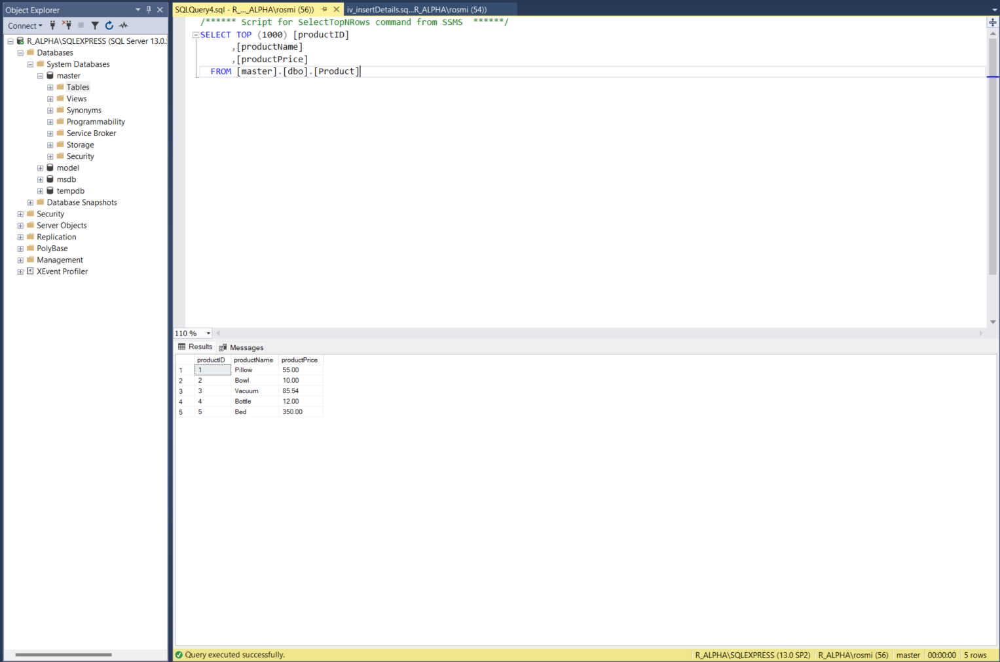 Object Explorer
Connect
R_ALPHA\SQLEXPRESS (SQL Server 13.0.
Databases
System Databases
master
Tables
Views
Synonyms
Programmability
Service Broker
Storage
Security
model
msdb
tempdb
Database Snapshots
Security
Server Objects
Replication
PolyBase
Management
XEvent Profiler
SQLQuery4.sql - R_..._ALPHA\rosmi (56))
iv_insertDetails.sq...R_ALPHA\rosmi (54))
/****** Script for SelectTopNRows command from SSMS  ******/
SELECT TOP (1000) [productID]
,[productName]
,[productPrice]
FROM [master].[dbo].[Product]
110 %
Results Messages
productID productName productPrice
1 1 Pillow 55.00
2 2 Bowl 10.00
3 3 Vacuum 85.54
4 4 Bottle 12.00
5 5 Bed 350.00
Query executed successfully. R_ALPHA\SQLEXPRESS (13.0 SP2) R_ALPHA\rosmi (56) master 00:00:00 5 rows